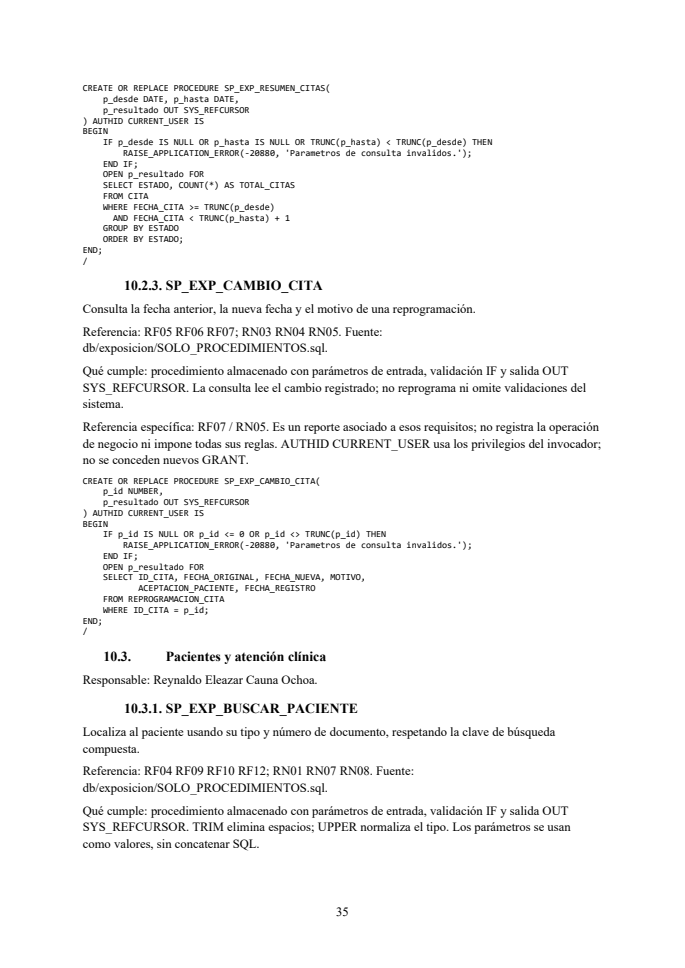 CREATE OR REPLACE PROCEDURE SP_EXP_RESUMEN_CITAS(
    p_desde DATE, p_hasta DATE,
    p_resultado OUT SYS_REFCURSOR
) AUTHID CURRENT_USER IS
BEGIN
    IF p_desde IS NULL OR p_hasta IS NULL OR TRUNC(p_hasta) < TRUNC(p_desde) THEN
        RAISE_APPLICATION_ERROR(-20880, 'Parametros de consulta invalidos.');
    END IF;
    OPEN p_resultado FOR
    SELECT ESTADO, COUNT(*) AS TOTAL_CITAS
    FROM CITA
    WHERE FECHA_CITA >= TRUNC(p_desde)
      AND FECHA_CITA < TRUNC(p_hasta) + 1
    GROUP BY ESTADO
    ORDER BY ESTADO;
END;
/
10.2.3. SP_EXP_CAMBIO_CITA
Consulta la fecha anterior, la nueva fecha y el motivo de una reprogramación.
Referencia: RF05 RF06 RF07; RN03 RN04 RN05. Fuente:
db/exposicion/SOLO_PROCEDIMIENTOS.sql.
Qué cumple: procedimiento almacenado con parámetros de entrada, validación IF y salida OUT
SYS_REFCURSOR. La consulta lee el cambio registrado; no reprograma ni omite validaciones del
sistema.
Referencia específica: RF07 / RN05. Es un reporte asociado a esos requisitos; no registra la operación
de negocio ni impone todas sus reglas. AUTHID CURRENT_USER usa los privilegios del invocador;
no se conceden nuevos GRANT.
CREATE OR REPLACE PROCEDURE SP_EXP_CAMBIO_CITA(
    p_id NUMBER,
    p_resultado OUT SYS_REFCURSOR
) AUTHID CURRENT_USER IS
BEGIN
    IF p_id IS NULL OR p_id <= 0 OR p_id <> TRUNC(p_id) THEN
        RAISE_APPLICATION_ERROR(-20880, 'Parametros de consulta invalidos.');
    END IF;
    OPEN p_resultado FOR
    SELECT ID_CITA, FECHA_ORIGINAL, FECHA_NUEVA, MOTIVO,
           ACEPTACION_PACIENTE, FECHA_REGISTRO
    FROM REPROGRAMACION_CITA
    WHERE ID_CITA = p_id;
END;
/
10.3. Pacientes y atención clínica
Responsable: Reynaldo Eleazar Cauna Ochoa.
10.3.1. SP_EXP_BUSCAR_PACIENTE
Localiza al paciente usando su tipo y número de documento, respetando la clave de búsqueda
compuesta.
Referencia: RF04 RF09 RF10 RF12; RN01 RN07 RN08. Fuente:
db/exposicion/SOLO_PROCEDIMIENTOS.sql.
Qué cumple: procedimiento almacenado con parámetros de entrada, validación IF y salida OUT
SYS_REFCURSOR. TRIM elimina espacios; UPPER normaliza el tipo. Los parámetros se usan
como valores, sin concatenar SQL.
35